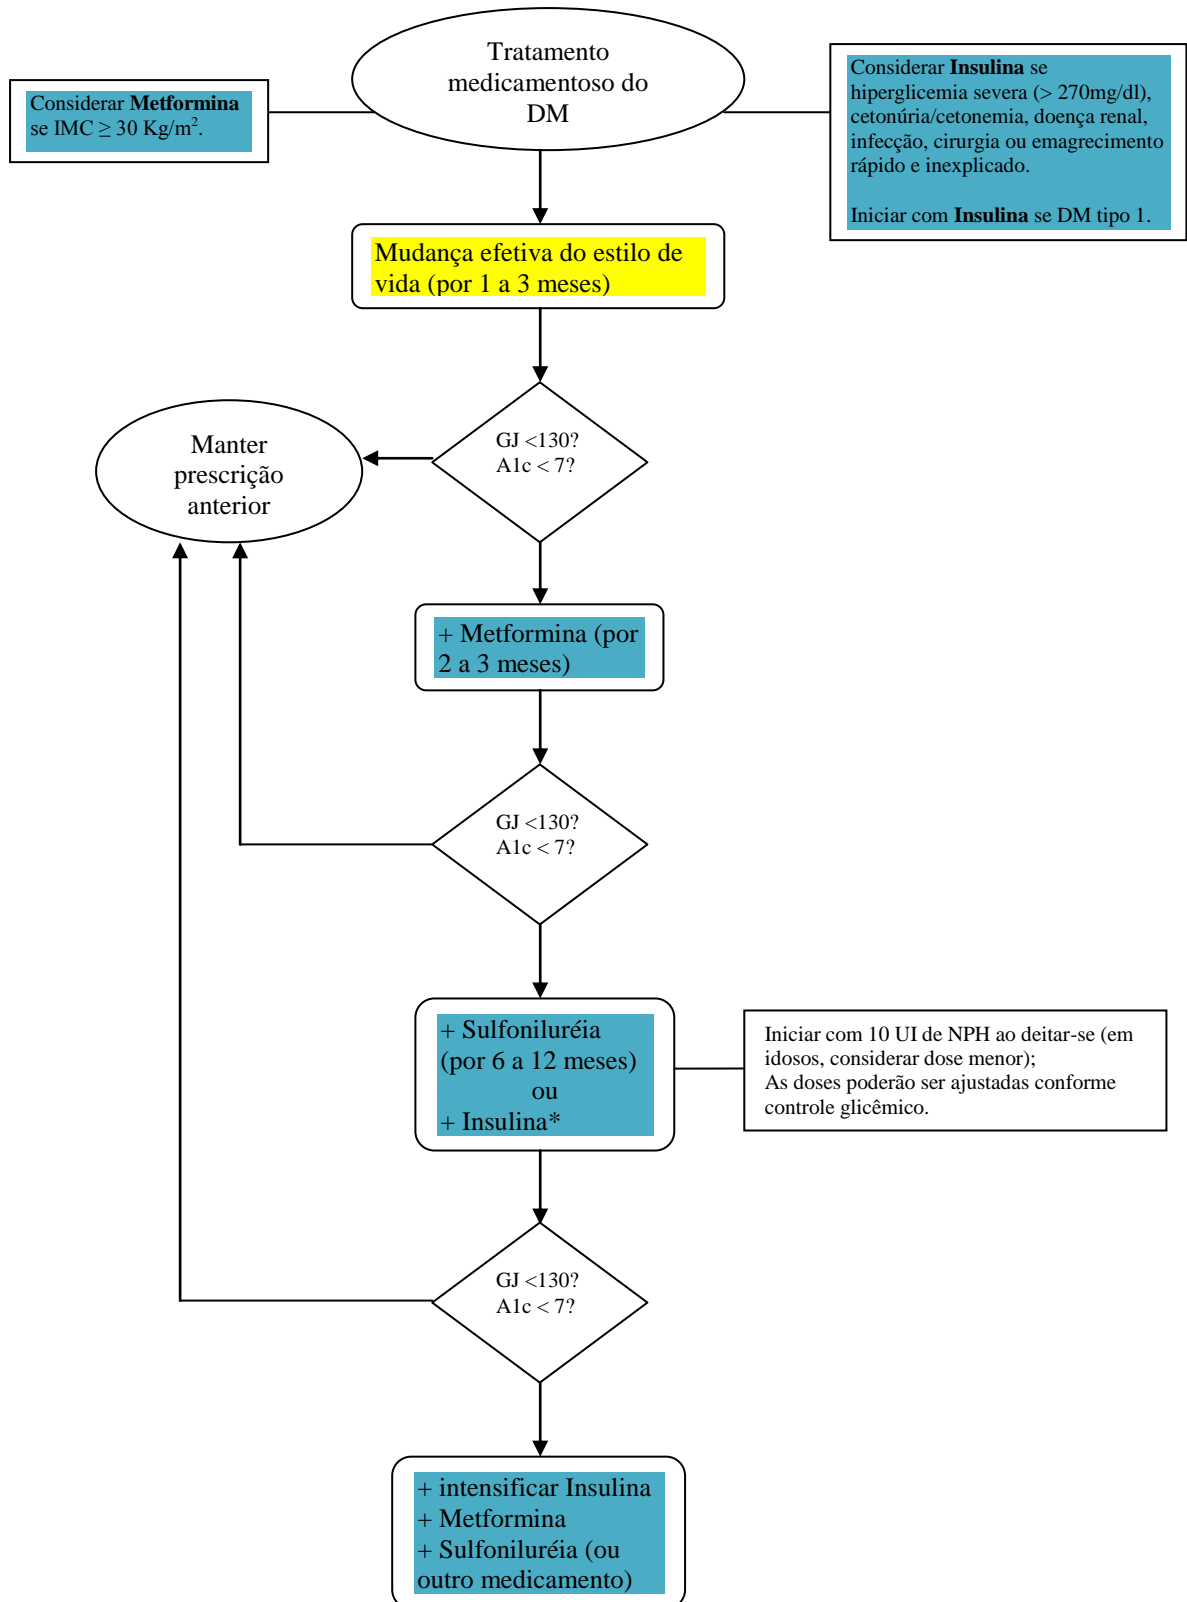 Tratamento
medicamentoso do
DM
Considerar Metformina
se IMC ≥ 30 Kg/m².
Considerar Insulina se
hiperglicemia severa (> 270mg/dl),
cetonúria/cetonemia, doença renal,
infecção, cirurgia ou emagrecimento
rápido e inexplicado.
Iniciar com Insulina se DM tipo 1.
Mudança efetiva do estilo de
vida (por 1 a 3 meses)
GJ <130?
A1c < 7?
Manter
prescrição
anterior
+ Metformina (por
2 a 3 meses)
GJ <130?
A1c < 7?
+ Sulfoniluréia
(por 6 a 12 meses)
ou
+ Insulina*
Iniciar com 10 UI de NPH ao deitar-se (em
idosos, considerar dose menor);
As doses poderão ser ajustadas conforme
controle glicêmico.
GJ <130?
A1c < 7?
+ intensificar Insulina
+ Metformina
+ Sulfoniluréia (ou
outro medicamento)